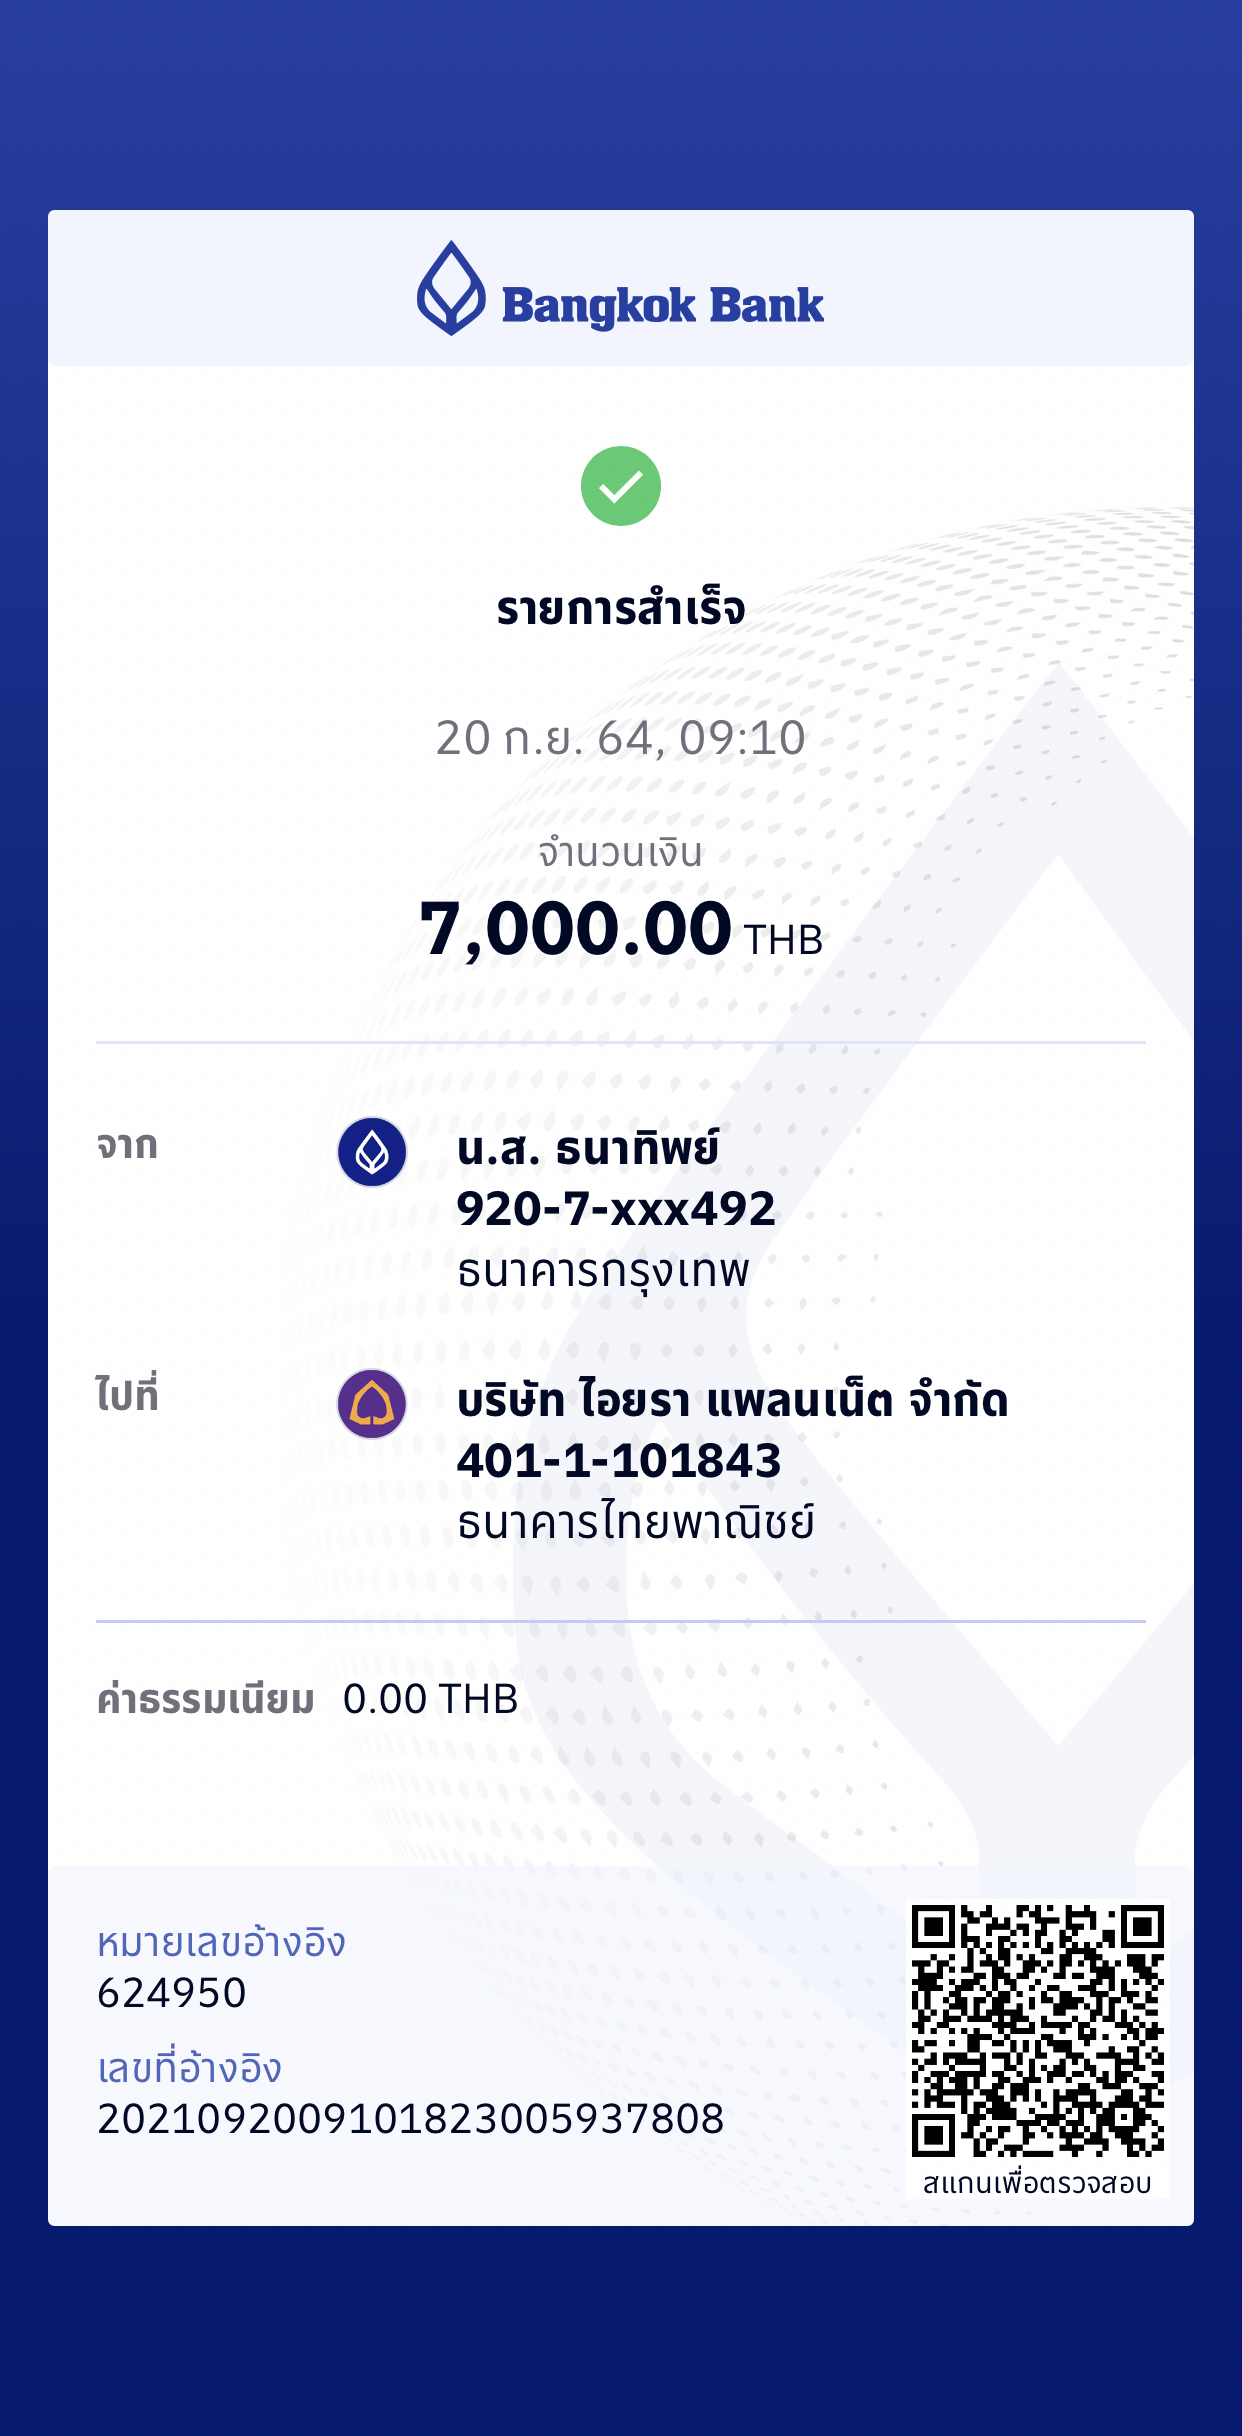 Bangkok Bank
รายการสำเร็จ
20 ก.ย. 64, 09:10
จำนวนเงิน
7,000.00 THB
จาก
น.ส. ธนาทิพย์
920-7-xxx492
ธนาคารกรุงเทพ
ไปที่
บริษัท ไอยรา แพลนเน็ต จำกัด
401-1-101843
ธนาคารไทยพาณิชย์
ค่าธรรมเนียม 0.00 THB
หมายเลขอ้างอิง
624950
เลขที่อ้างอิง
2021092009101823005937808
สแกนเพื่อตรวจสอบ